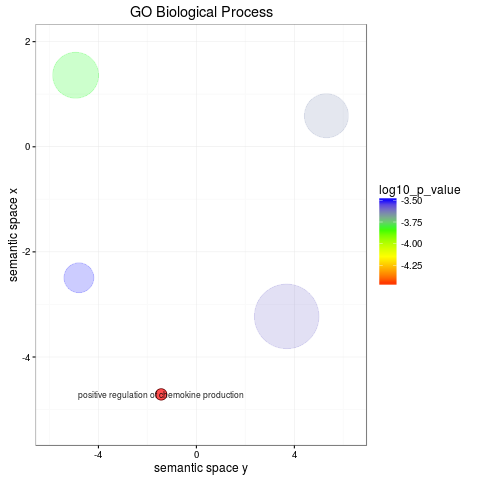 GO Biological Process
2
0
-2
-4
semantic space x
positive regulation of chemokine production
-4
0
4
semantic space y
log10_p_value
-3.50
-3.75
-4.00
-4.25